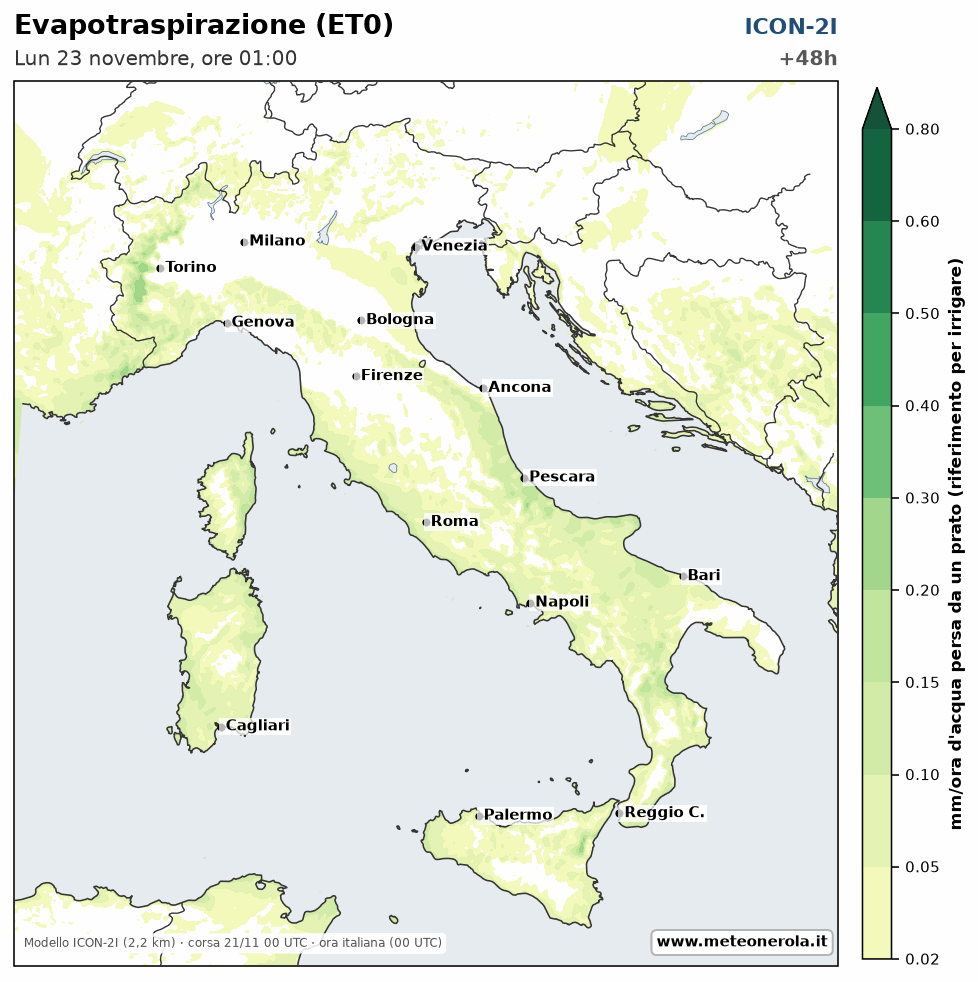 Evapotraspirazione (ET0)
ICON-2I
Lun 23 novembre, ore 01:00
+48h
Milano
Venezia
Torino
Genova
Bologna
Firenze
Ancona
Pescara
Roma
Bari
Napoli
Cagliari
Palermo
Reggio C.
Modello ICON-2I (2,2 km) · corsa 21/11 00 UTC · ora italiana (00 UTC)
www.meteonerola.it
0.80
0.60
0.50
0.40
0.30
0.20
0.15
0.10
0.05
0.02
mm/ora d'acqua persa da un prato (riferimento per irrigare)